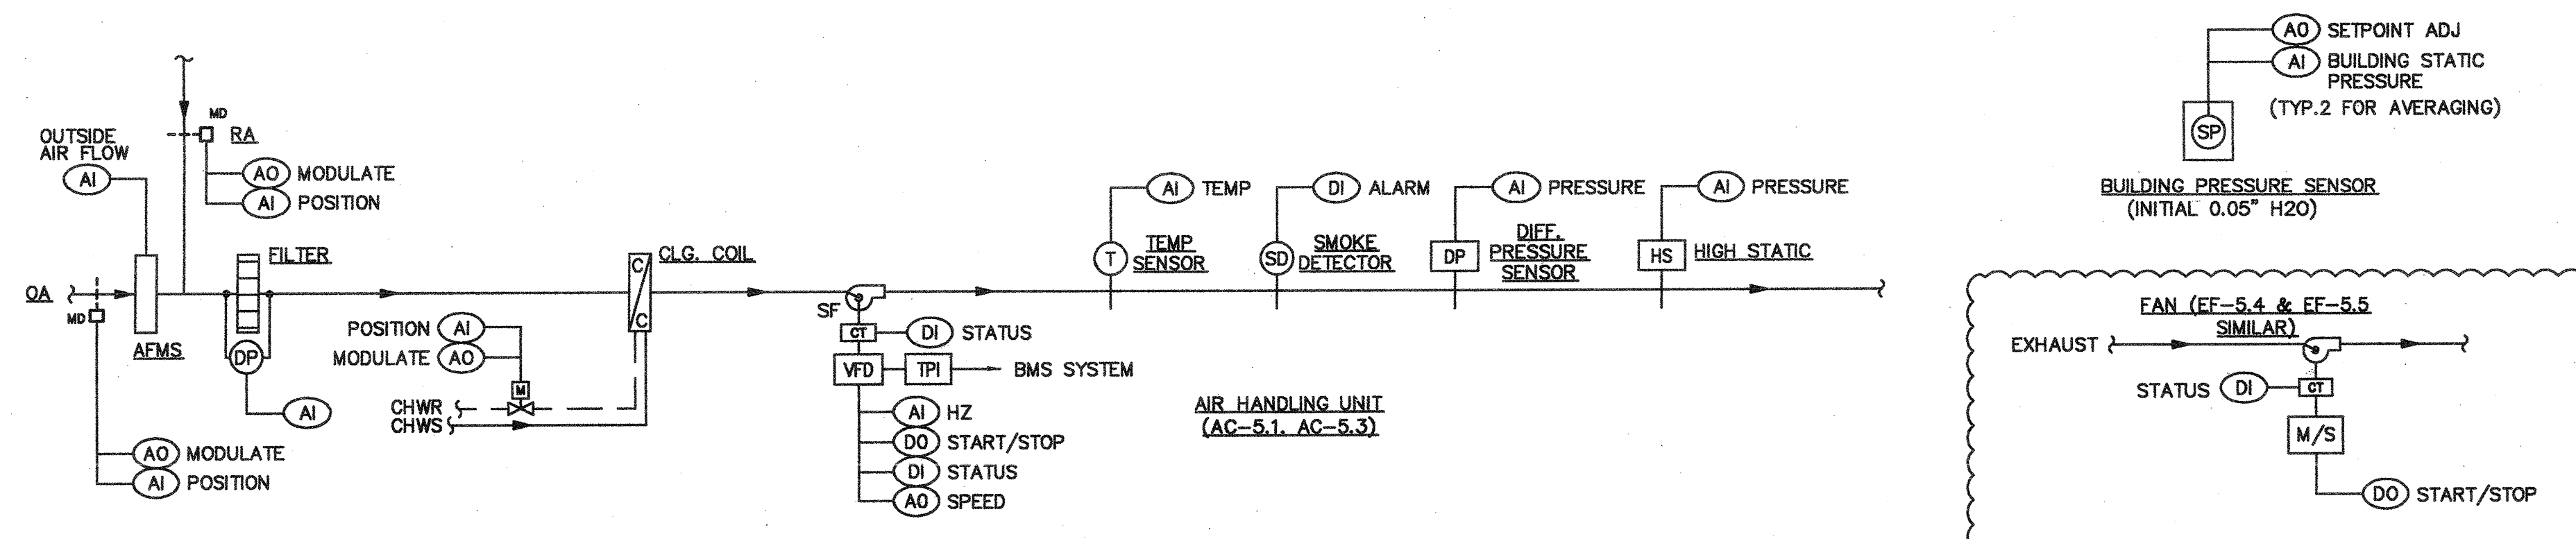 OUTSIDE
AIR FLOW
AI
MD
RA
AO MODULATE
AI POSITION
OA
MD
AFMS
FILTER
DP
AI
AO MODULATE
AI POSITION
CLG. COIL
C
C
POSITION AI
MODULATE AO
M
CHWR
CHWS
SF
CT
DI STATUS
VFD
TPI
BMS SYSTEM
AI HZ
DO START/STOP
DI STATUS
AO SPEED
AI TEMP
T
TEMP
SENSOR
DI ALARM
SD
SMOKE
DETECTOR
AI PRESSURE
DP
DIFF.
PRESSURE
SENSOR
AI PRESSURE
HS
HIGH STATIC
AIR HANDLING UNIT
(AC-5.1. AC-5.3)
AO SETPOINT ADJ
AI BUILDING STATIC
PRESSURE
(TYP.2 FOR AVERAGING)
SP
BUILDING PRESSURE SENSOR
(INITIAL 0.05" H2O)
FAN (EF-5.4 & EF-5.5
SIMILAR)
EXHAUST
STATUS DI
CT
M/S
DO START/STOP